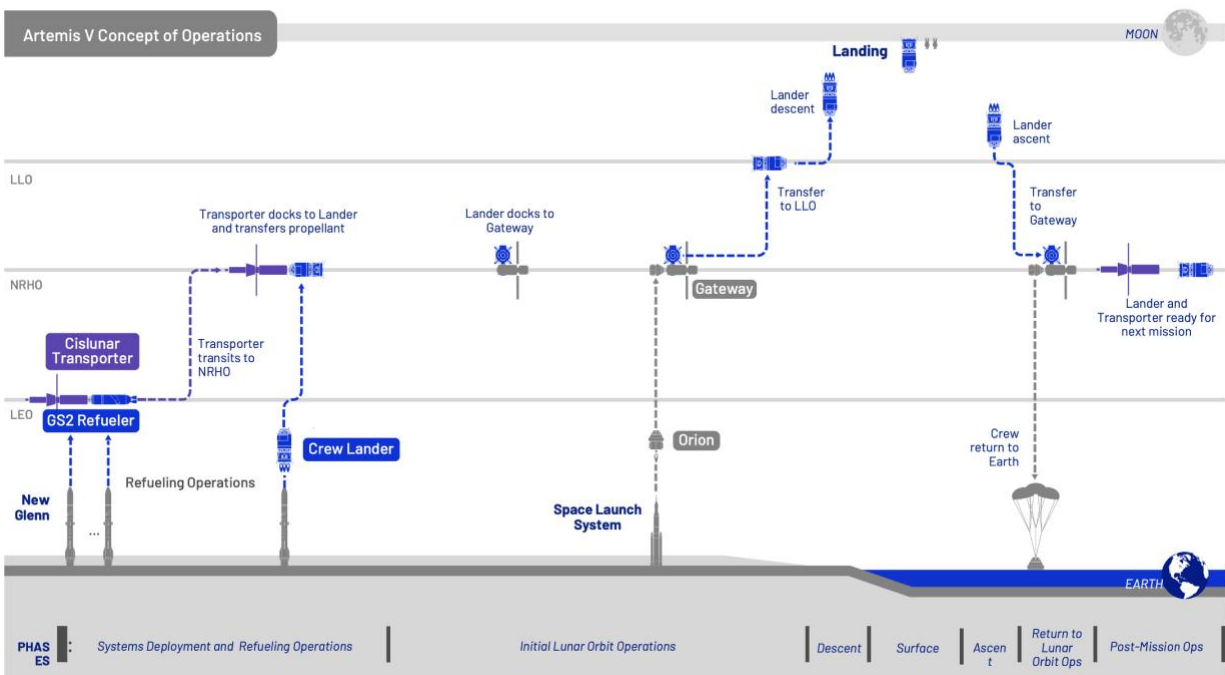 Artemis V Concept of Operations
MOON
Landing
Lander
descent
Lander
ascent
LLO
Transfer
to LLO
Transfer
to
Gateway
Transporter docks to Lander
and transfers propellant
Lander docks to
Gateway
NRHO
Gateway
Lander and
Transporter ready for
next mission
Cislunar
Transporter
Transporter
transits to
NRHO
LEO
GS2 Refueler
Crew Lander
Orion
Crew
return to
Earth
Refueling Operations
New
Glenn
...
Space Launch
System
EARTH
PHAS
ES
:
Systems Deployment and Refueling Operations
Initial Lunar Orbit Operations
Descent
Surface
Ascen
t
Return to
Lunar
Orbit Ops
Post-Mission Ops